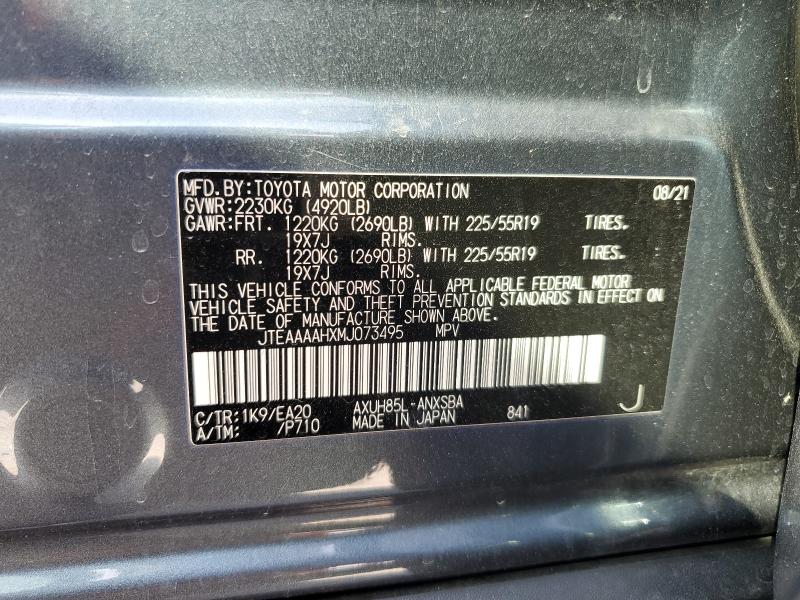 MFD.BY:TOYOTA MOTOR CORPORATION 08/21
GVWR:2230KG (4920LB)
GAWR:FRT. 1220KG (2690LB) WITH 225/55R19 TIRES.
19X7J RIMS.
RR. 1220KG (2690LB) WITH 225/55R19 TIRES.
19X7J RIMS.
THIS VEHICLE CONFORMS TO ALL APPLICABLE FEDERAL MOTOR
VEHICLE SAFETY AND THEFT PREVENTION STANDARDS IN EFFECT ON
THE DATE OF MANUFACTURE SHOWN ABOVE.
JTEAAAAHXMJ073495 MPV
C/TR:1K9/EA20 AXUH85L-ANXSBA
A/TM: /P710 MADE IN JAPAN 841 J